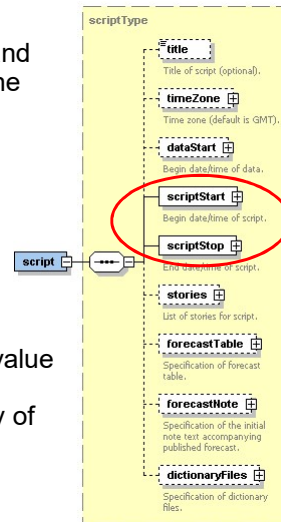 nd
ne
value
y of
scriptType
script
title
Title of script (optional).
timeZone
Time zone (default is GMT).
dataStart
Begin date/time of data.
scriptStart
Begin date/time of script.
scriptStop
End date/time of script.
stories
List of stories for script.
forecastTable
Specification of forecast
table.
forecastNote
Specification of the initial
note text accompanying
published forecast.
dictionaryFiles
Specification of dictionary
files.